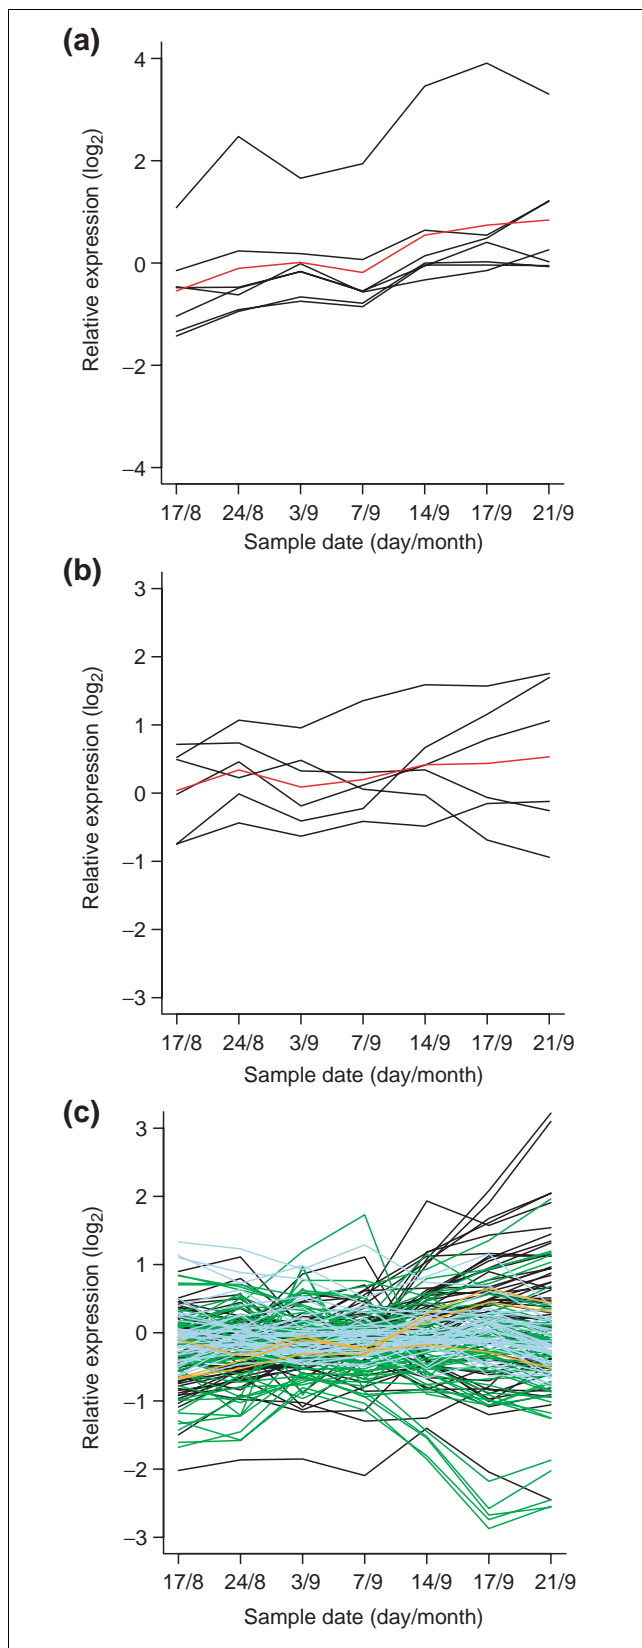 (a)
Relative expression (log2)
4
2
0
−2
−4
17/8 24/8 3/9 7/9 14/9 17/9 21/9
Sample date (day/month)
(b)
Relative expression (log2)
3
2
1
0
−1
−2
−3
17/8 24/8 3/9 7/9 14/9 17/9 21/9
Sample date (day/month)
(c)
Relative expression (log2)
3
2
1
0
−1
−2
−3
17/8 24/8 3/9 7/9 14/9 17/9 21/9
Sample date (day/month)